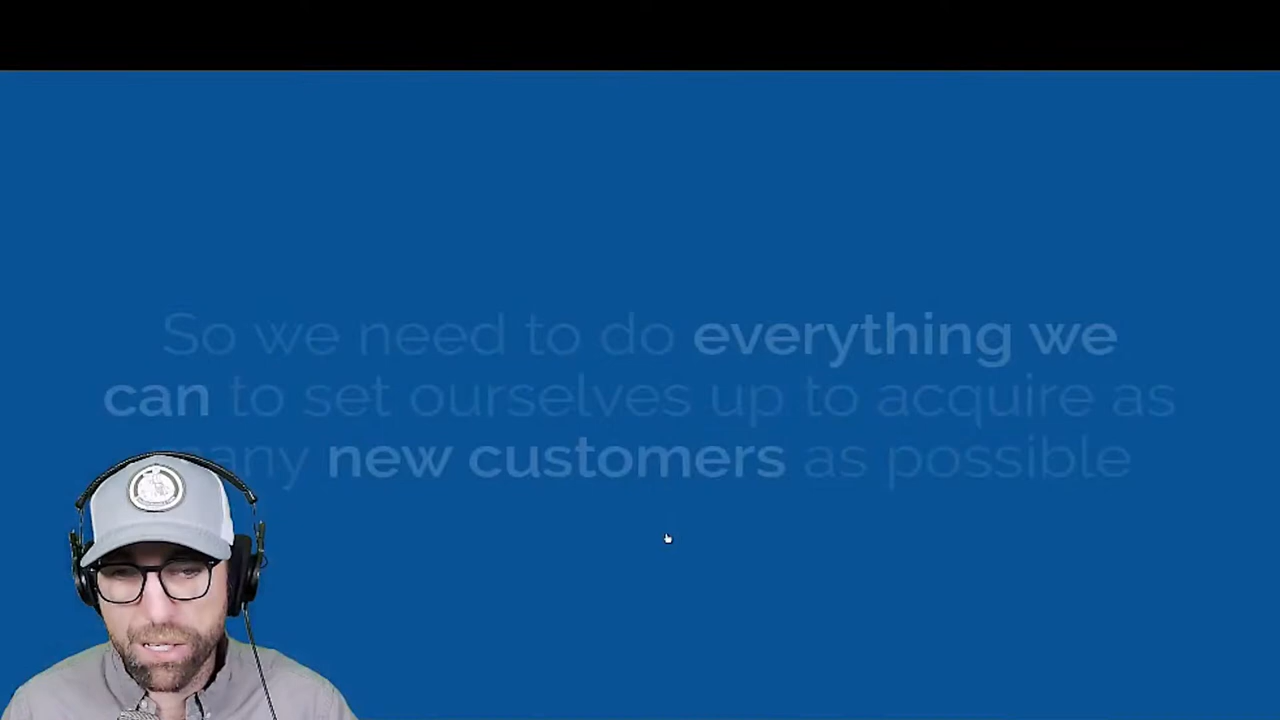 So we need to do everything we
can to set ourselves up to acquire as
many new customers as possible